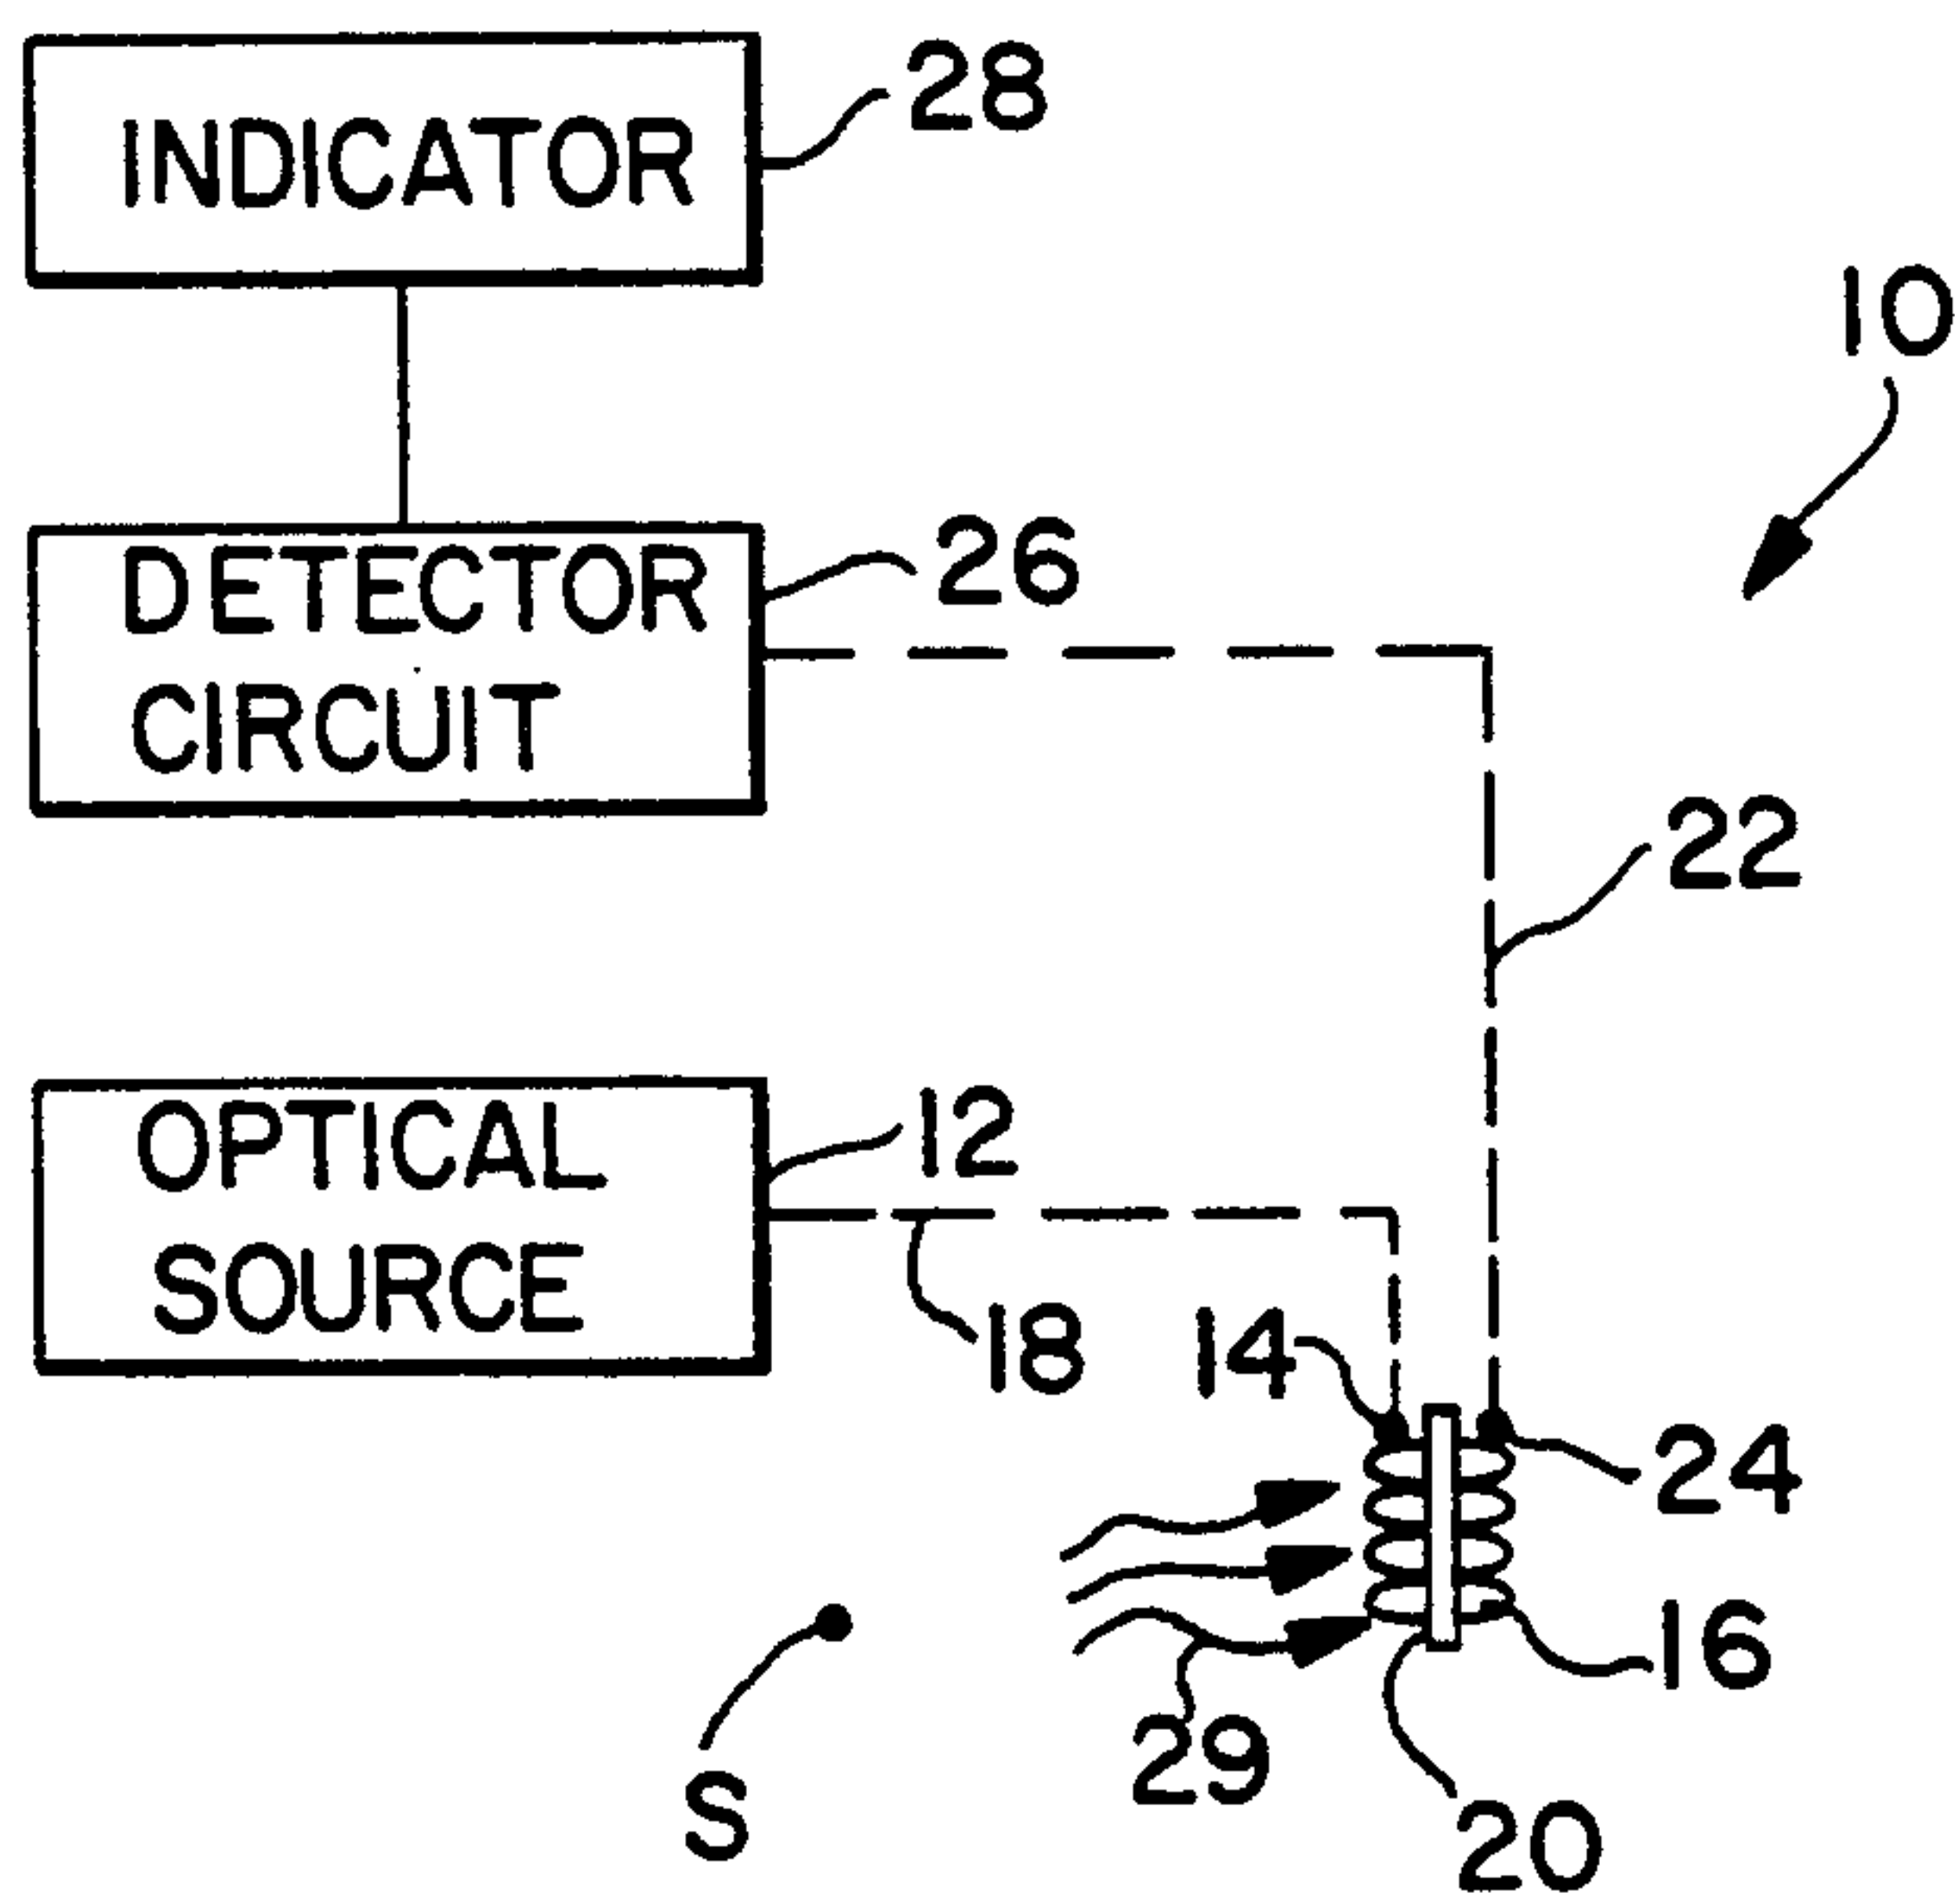 INDICATOR
28
10
DETECTOR
CIRCUIT
26
22
OPTICAL
SOURCE
12
18
14
24
16
29
S
20